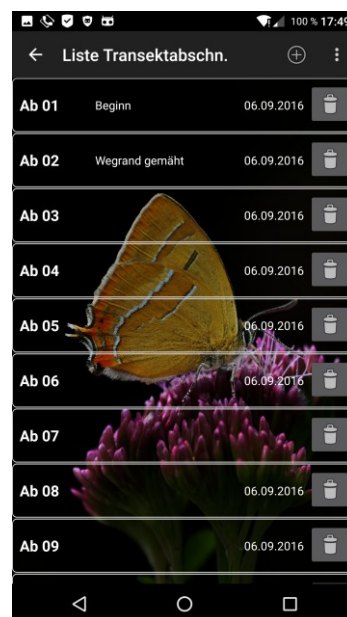 100 % 17:49
Liste Transektabschn.
Ab 01 Beginn 06.09.2016
Ab 02 Wegrand gemäht 06.09.2016
Ab 03 06.09.2016
Ab 04 06.09.2016
Ab 05 06.09.2016
Ab 06 06.09.2016
Ab 07 06.09.2016
Ab 08 06.09.2016
Ab 09 06.09.2016